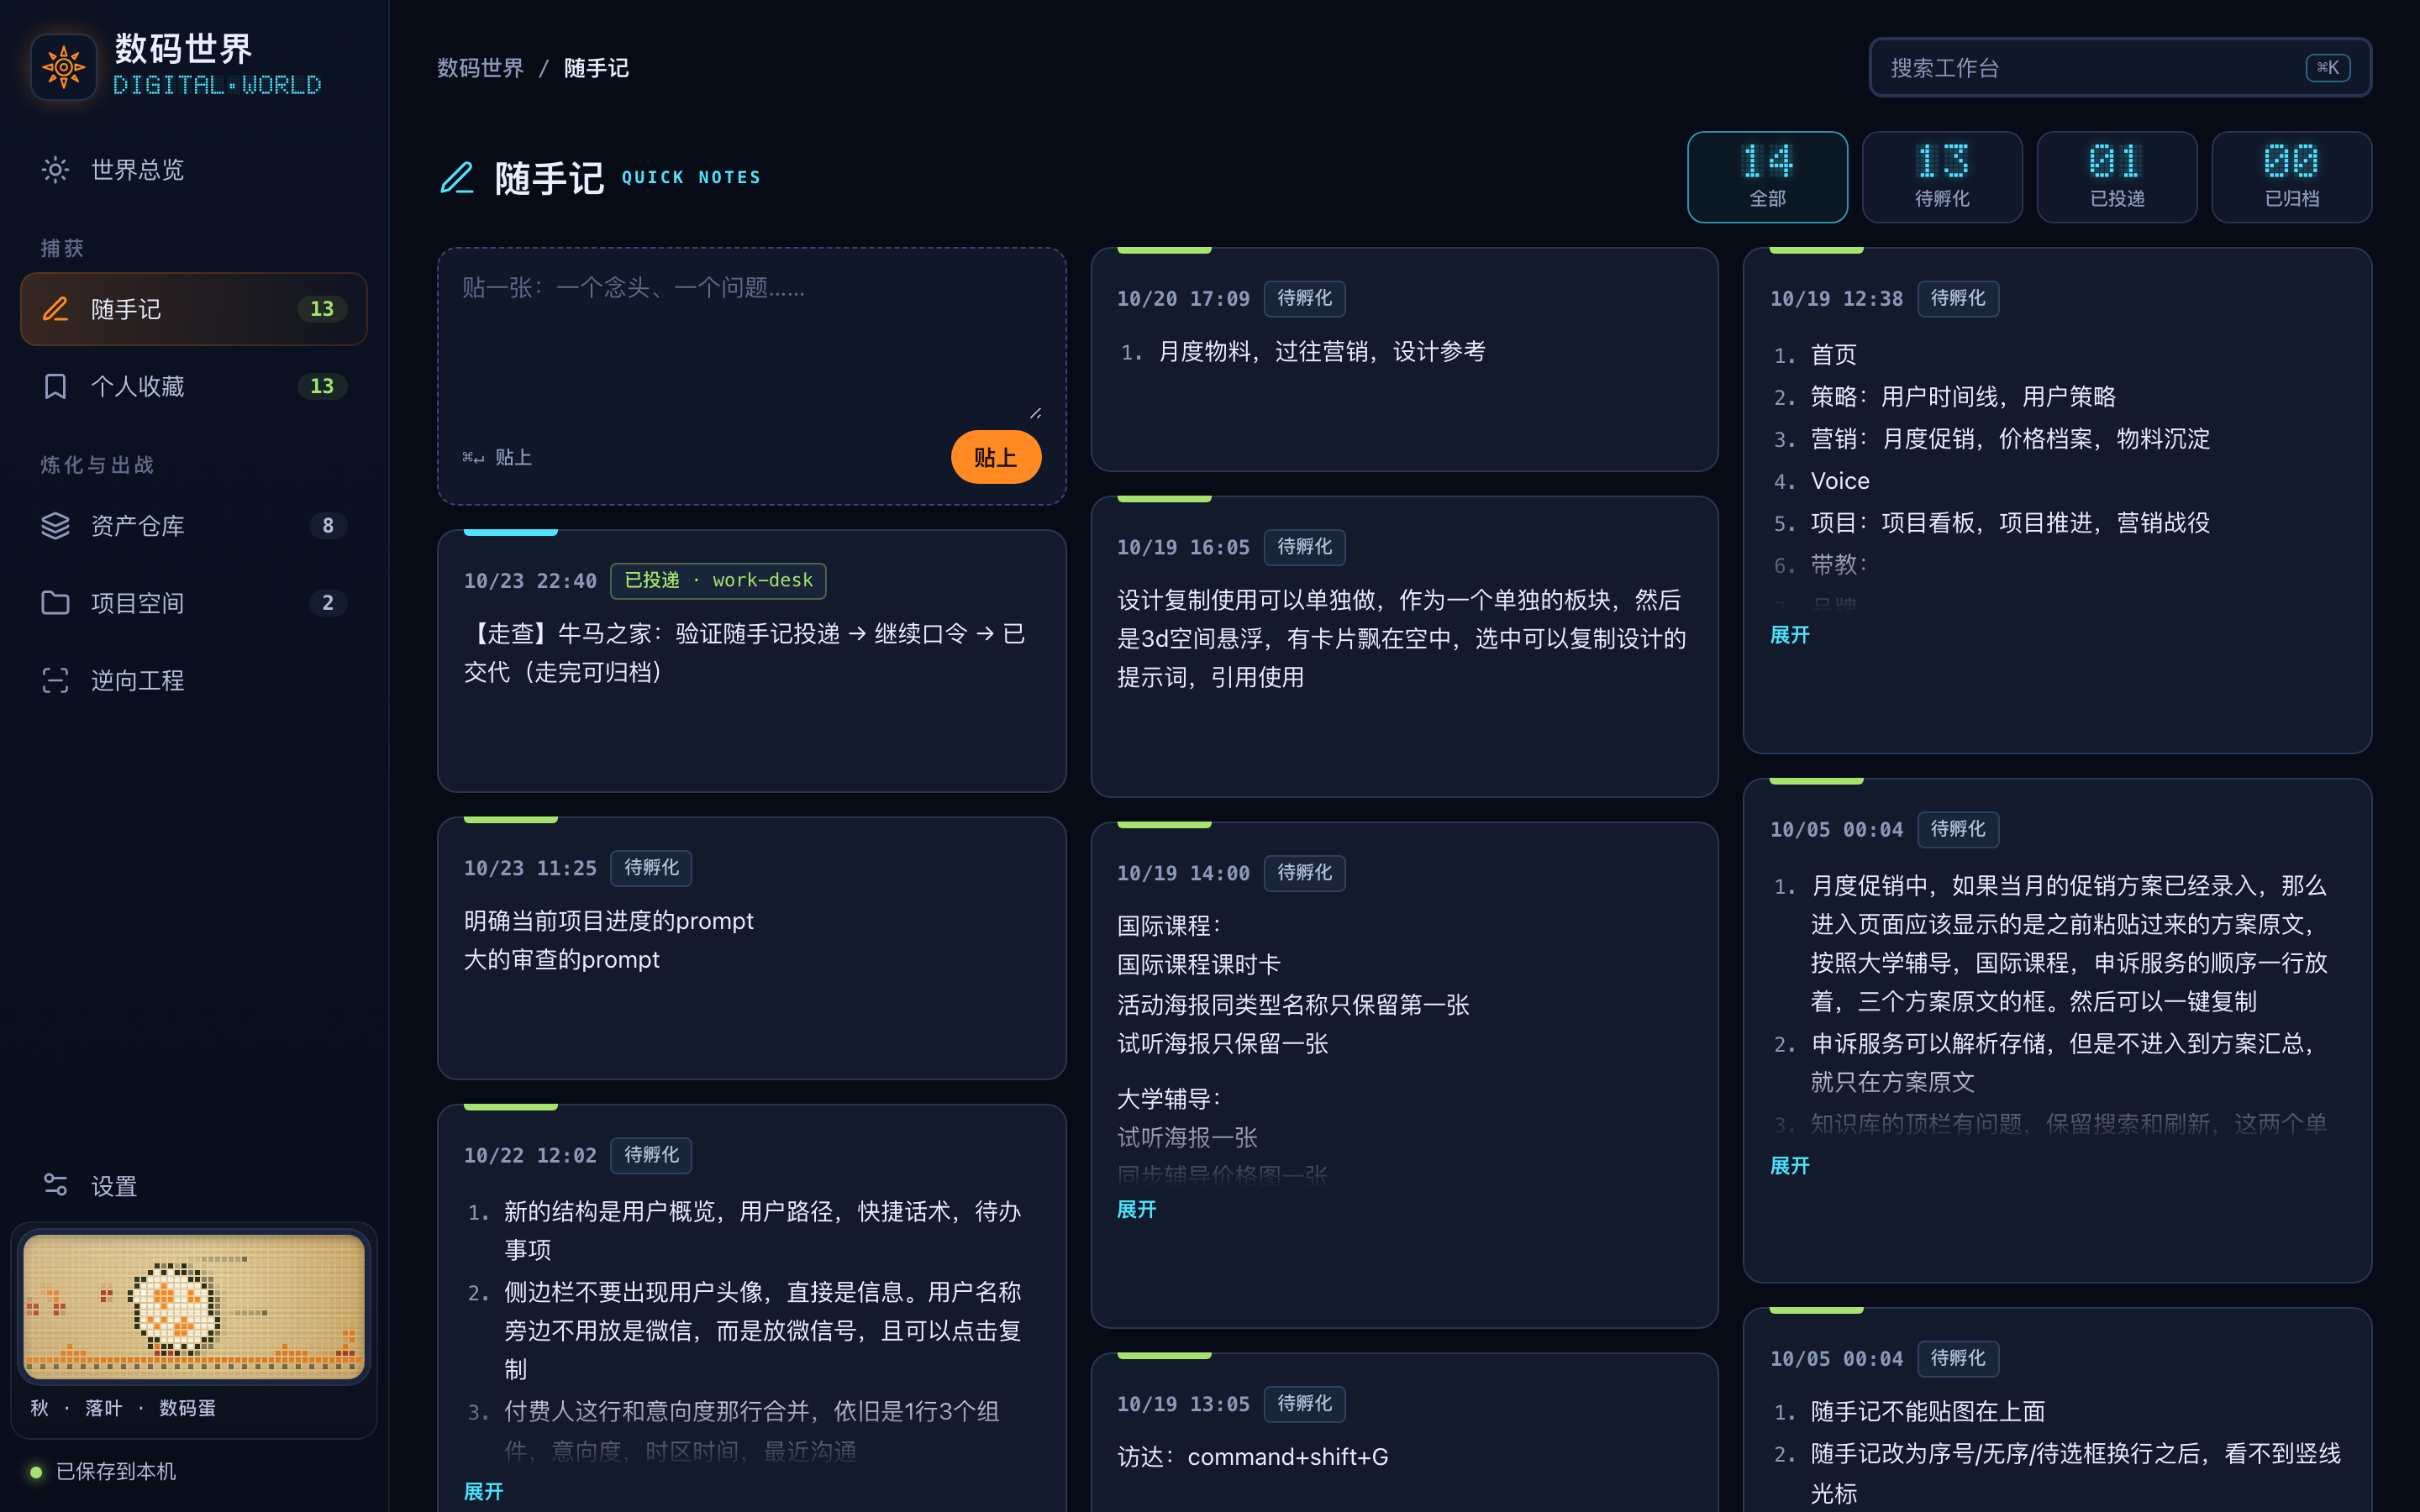 数码世界
DIGITAL·WORLD
世界总览
捕获
随手记 13
个人收藏 13
炼化与出战
资产仓库 8
项目空间 2
逆向工程
设置
秋 · 落叶 · 数码蛋
已保存到本机
数码世界 / 随手记
搜索工作台 ⌘K
随手记 QUICK NOTES
14 全部
13 待孵化
01 已投递
00 已归档
贴一张：一个念头、一个问题……
⌘↵ 贴上
贴上
10/23 22:40 已投递 · work-desk
【走查】牛马之家：验证随手记投递 → 继续口令 → 已
交代（走完可归档）
10/23 11:25 待孵化
明确当前项目进度的prompt
大的审查的prompt
10/22 12:02 待孵化
1. 新的结构是用户概览，用户路径，快捷话术，待办
事项
2. 侧边栏不要出现用户头像，直接是信息。用户名称
旁边不用放是微信，而是放微信号，且可以点击复
制
3. 付费人这行和意向度那行合并，依旧是1行3个组
件，意向度，时区时间，最近沟通
展开
10/20 17:09 待孵化
1. 月度物料，过往营销，设计参考
10/19 16:05 待孵化
设计复制使用可以单独做，作为一个单独的板块，然后
是3d空间悬浮，有卡片飘在空中，选中可以复制设计的
提示词，引用使用
10/19 14:00 待孵化
国际课程：
国际课程课时卡
活动海报同类型名称只保留第一张
试听海报只保留一张
大学辅导：
试听海报一张
同步辅导价格图一张
展开
10/19 13:05 待孵化
访达：command+shift+G
10/19 12:38 待孵化
1. 首页
2. 策略：用户时间线，用户策略
3. 营销：月度促销，价格档案，物料沉淀
4. Voice
5. 项目：项目看板，项目推进，营销战役
6. 带教：
7. 品牌
展开
10/05 00:04 待孵化
1. 月度促销中，如果当月的促销方案已经录入，那么
进入页面应该显示的是之前粘贴过来的方案原文，
按照大学辅导，国际课程，申诉服务的顺序一行放
着，三个方案原文的框。然后可以一键复制
2. 申诉服务可以解析存储，但是不进入到方案汇总，
就只在方案原文
3. 知识库的顶栏有问题，保留搜索和刷新，这两个单
展开
10/05 00:04 待孵化
1. 随手记不能贴图在上面
2. 随手记改为序号/无序/待选框换行之后，看不到竖线
光标